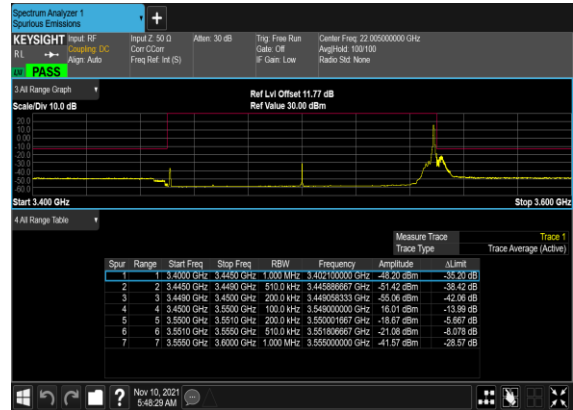 Spectrum Analyzer 1
Spurious Emissions
KEYSIGHT Input: RF Input Z: 50 Ω Atten: 30 dB Trig: Free Run Center Freq: 22.005000000 GHz
RL Coupling: DC Corr CCorr Gate: Off Avg|Hold: 100/100
Align: Auto Freq Ref: Int (S) IF Gain: Low Radio Std: None
PASS
3 All Range Graph
Ref Lvl Offset 11.77 dB
Scale/Div 10.0 dB Ref Value 30.00 dBm
20.0
10.0
0.00
-10.0
-20.0
-30.0
-40.0
-50.0
-60.0
Start 3.400 GHz Stop 3.600 GHz
4 All Range Table
Measure Trace Trace 1
Trace Type Trace Average (Active)
Spur Range Start Freq Stop Freq RBW Frequency Amplitude ΔLimit
1 1 3.4000 GHz 3.4450 GHz 1.000 MHz 3.402100000 GHz -48.20 dBm -35.20 dB
2 2 3.4450 GHz 3.4490 GHz 510.0 kHz 3.445886667 GHz -51.42 dBm -38.42 dB
3 3 3.4490 GHz 3.4500 GHz 200.0 kHz 3.449058333 GHz -55.06 dBm -42.06 dB
4 4 3.4500 GHz 3.5500 GHz 100.0 kHz 3.549000000 GHz 16.01 dBm -13.99 dB
5 5 3.5500 GHz 3.5510 GHz 200.0 kHz 3.550001667 GHz -18.67 dBm -5.667 dB
6 6 3.5510 GHz 3.5550 GHz 510.0 kHz 3.551806667 GHz -21.08 dBm -8.078 dB
7 7 3.5550 GHz 3.6000 GHz 1.000 MHz 3.555000000 GHz -41.57 dBm -28.57 dB
Nov 10, 2021
5:48:29 AM